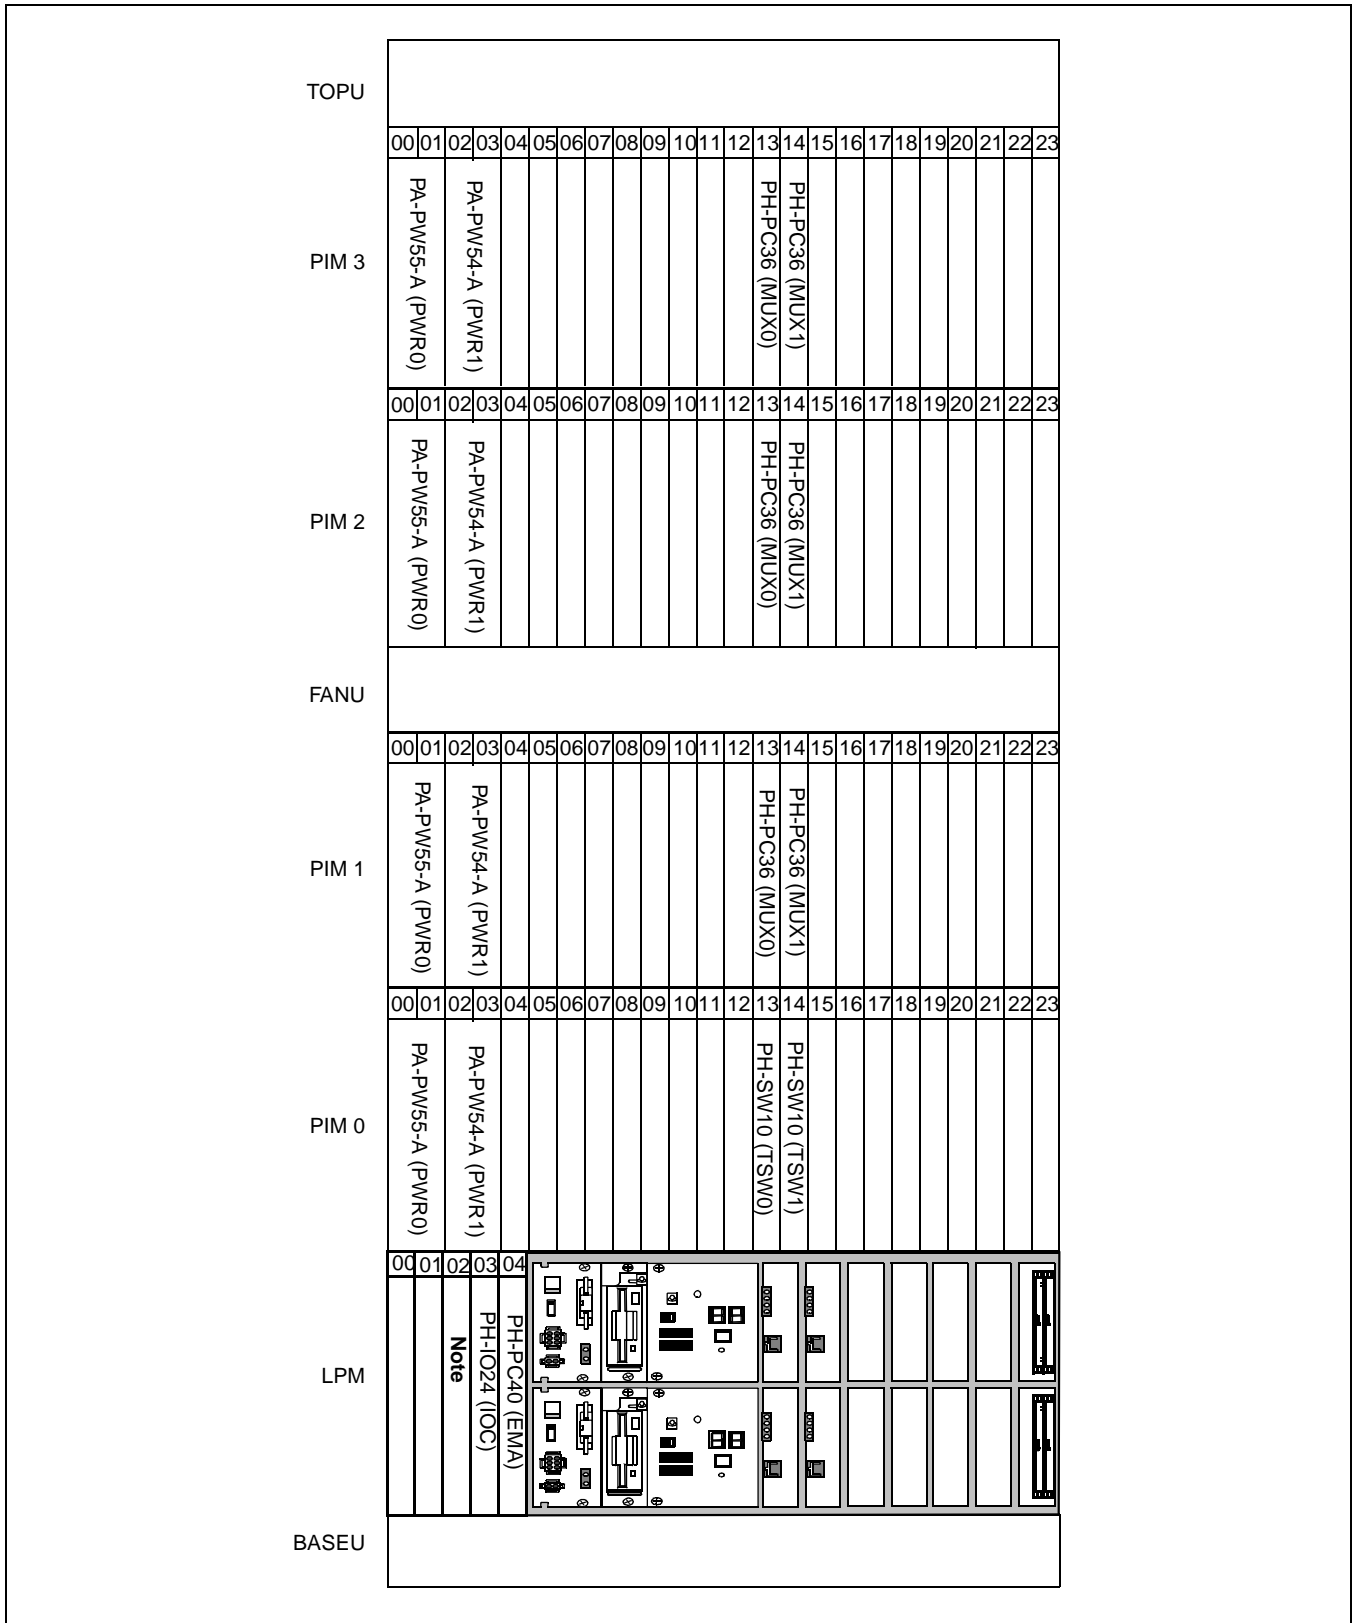 TOPU
00 01 02 03 04 05 06 07 08 09 10 11 12 13 14 15 16 17 18 19 20 21 22 23
PIM 3
PA-PW55-A (PWR0)
PA-PW54-A (PWR1)
PH-PC36 (MUX0)
PH-PC36 (MUX1)
00 01 02 03 04 05 06 07 08 09 10 11 12 13 14 15 16 17 18 19 20 21 22 23
PIM 2
PA-PW55-A (PWR0)
PA-PW54-A (PWR1)
PH-PC36 (MUX0)
PH-PC36 (MUX1)
FANU
00 01 02 03 04 05 06 07 08 09 10 11 12 13 14 15 16 17 18 19 20 21 22 23
PIM 1
PA-PW55-A (PWR0)
PA-PW54-A (PWR1)
PH-PC36 (MUX0)
PH-PC36 (MUX1)
00 01 02 03 04 05 06 07 08 09 10 11 12 13 14 15 16 17 18 19 20 21 22 23
PIM 0
PA-PW55-A (PWR0)
PA-PW54-A (PWR1)
PH-SW10 (TSW0)
PH-SW10 (TSW1)
00 01 02 03 04
LPM
Note
PH-IO24 (IOC)
PH-PC40 (EMA)
BASEU